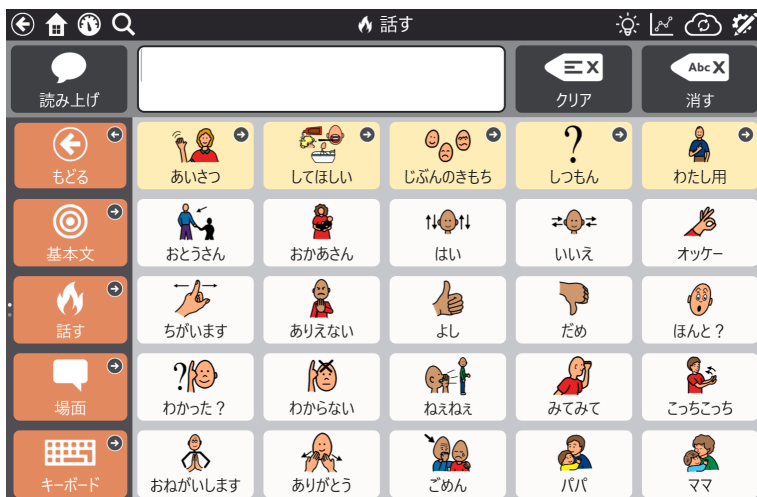 話す
読み上げ
クリア
Abc X
消す
もどる
あいさつ
してほしい
じぶんのきもち
しつもん
わたし用
基本文
おとうさん
おかあさん
はい
いいえ
オッケー
話す
ちがいます
ありえない
よし
だめ
ほんと？
場面
わかった？
わからない
ねぇねぇ
みてみて
こっちこっち
キーボード
おねがいします
ありがとう
ごめん
パパ
ママ